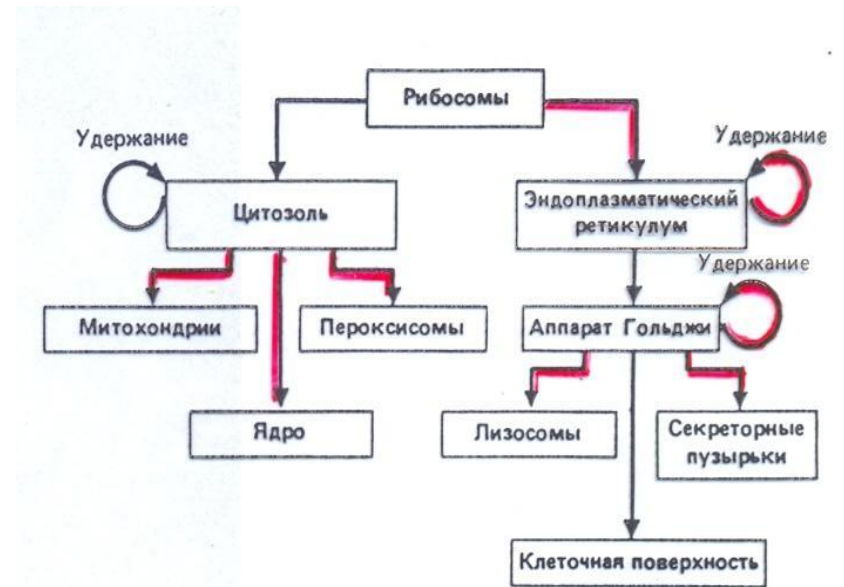 Рибосомы
Удержание
Удержание
Цитозоль
Эндоплазматический
ретикулум
Удержание
Митохондрии
Пероксисомы
Аппарат Гольджи
Ядро
Лизосомы
Секреторные
пузырьки
Клеточная поверхность